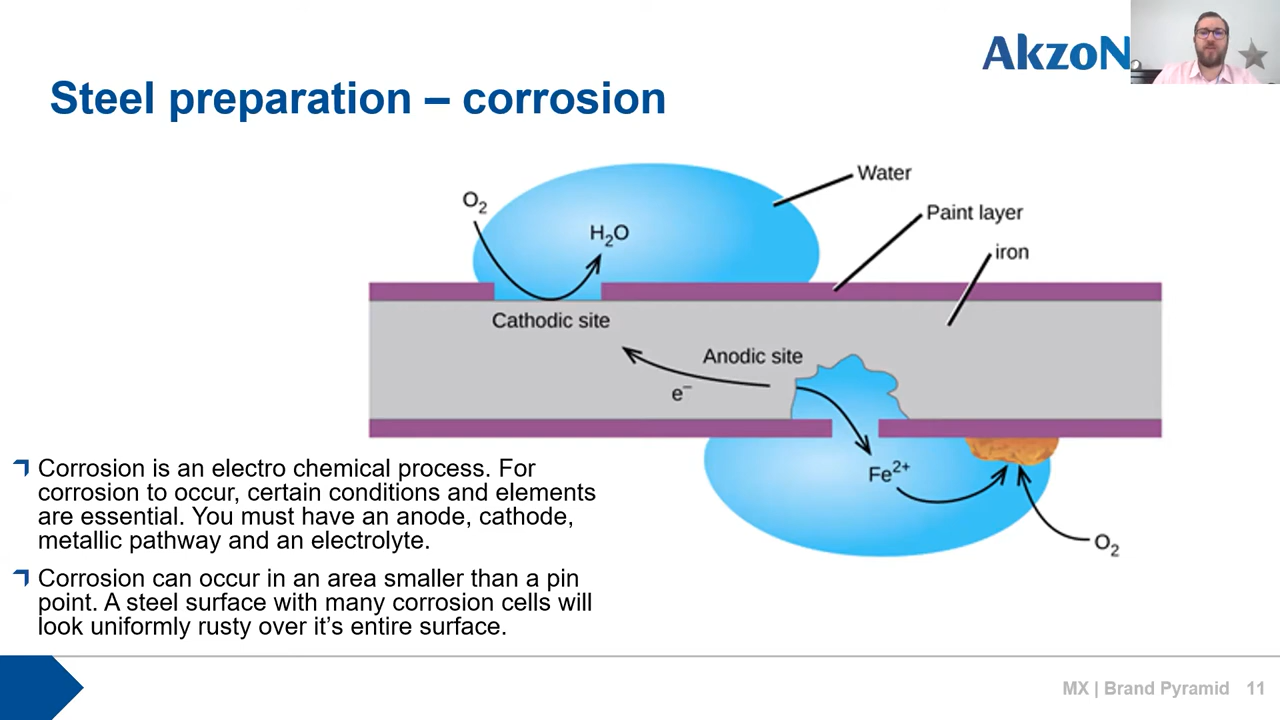 AkzoN
Steel preparation – corrosion
Water
O₂
Paint layer
H₂O
iron
Cathodic site
Anodic site
e⁻
Fe²⁺
O₂
Corrosion is an electro chemical process. For
corrosion to occur, certain conditions and elements
are essential. You must have an anode, cathode,
metallic pathway and an electrolyte.
Corrosion can occur in an area smaller than a pin
point. A steel surface with many corrosion cells will
look uniformly rusty over it’s entire surface.
MX | Brand Pyramid 11